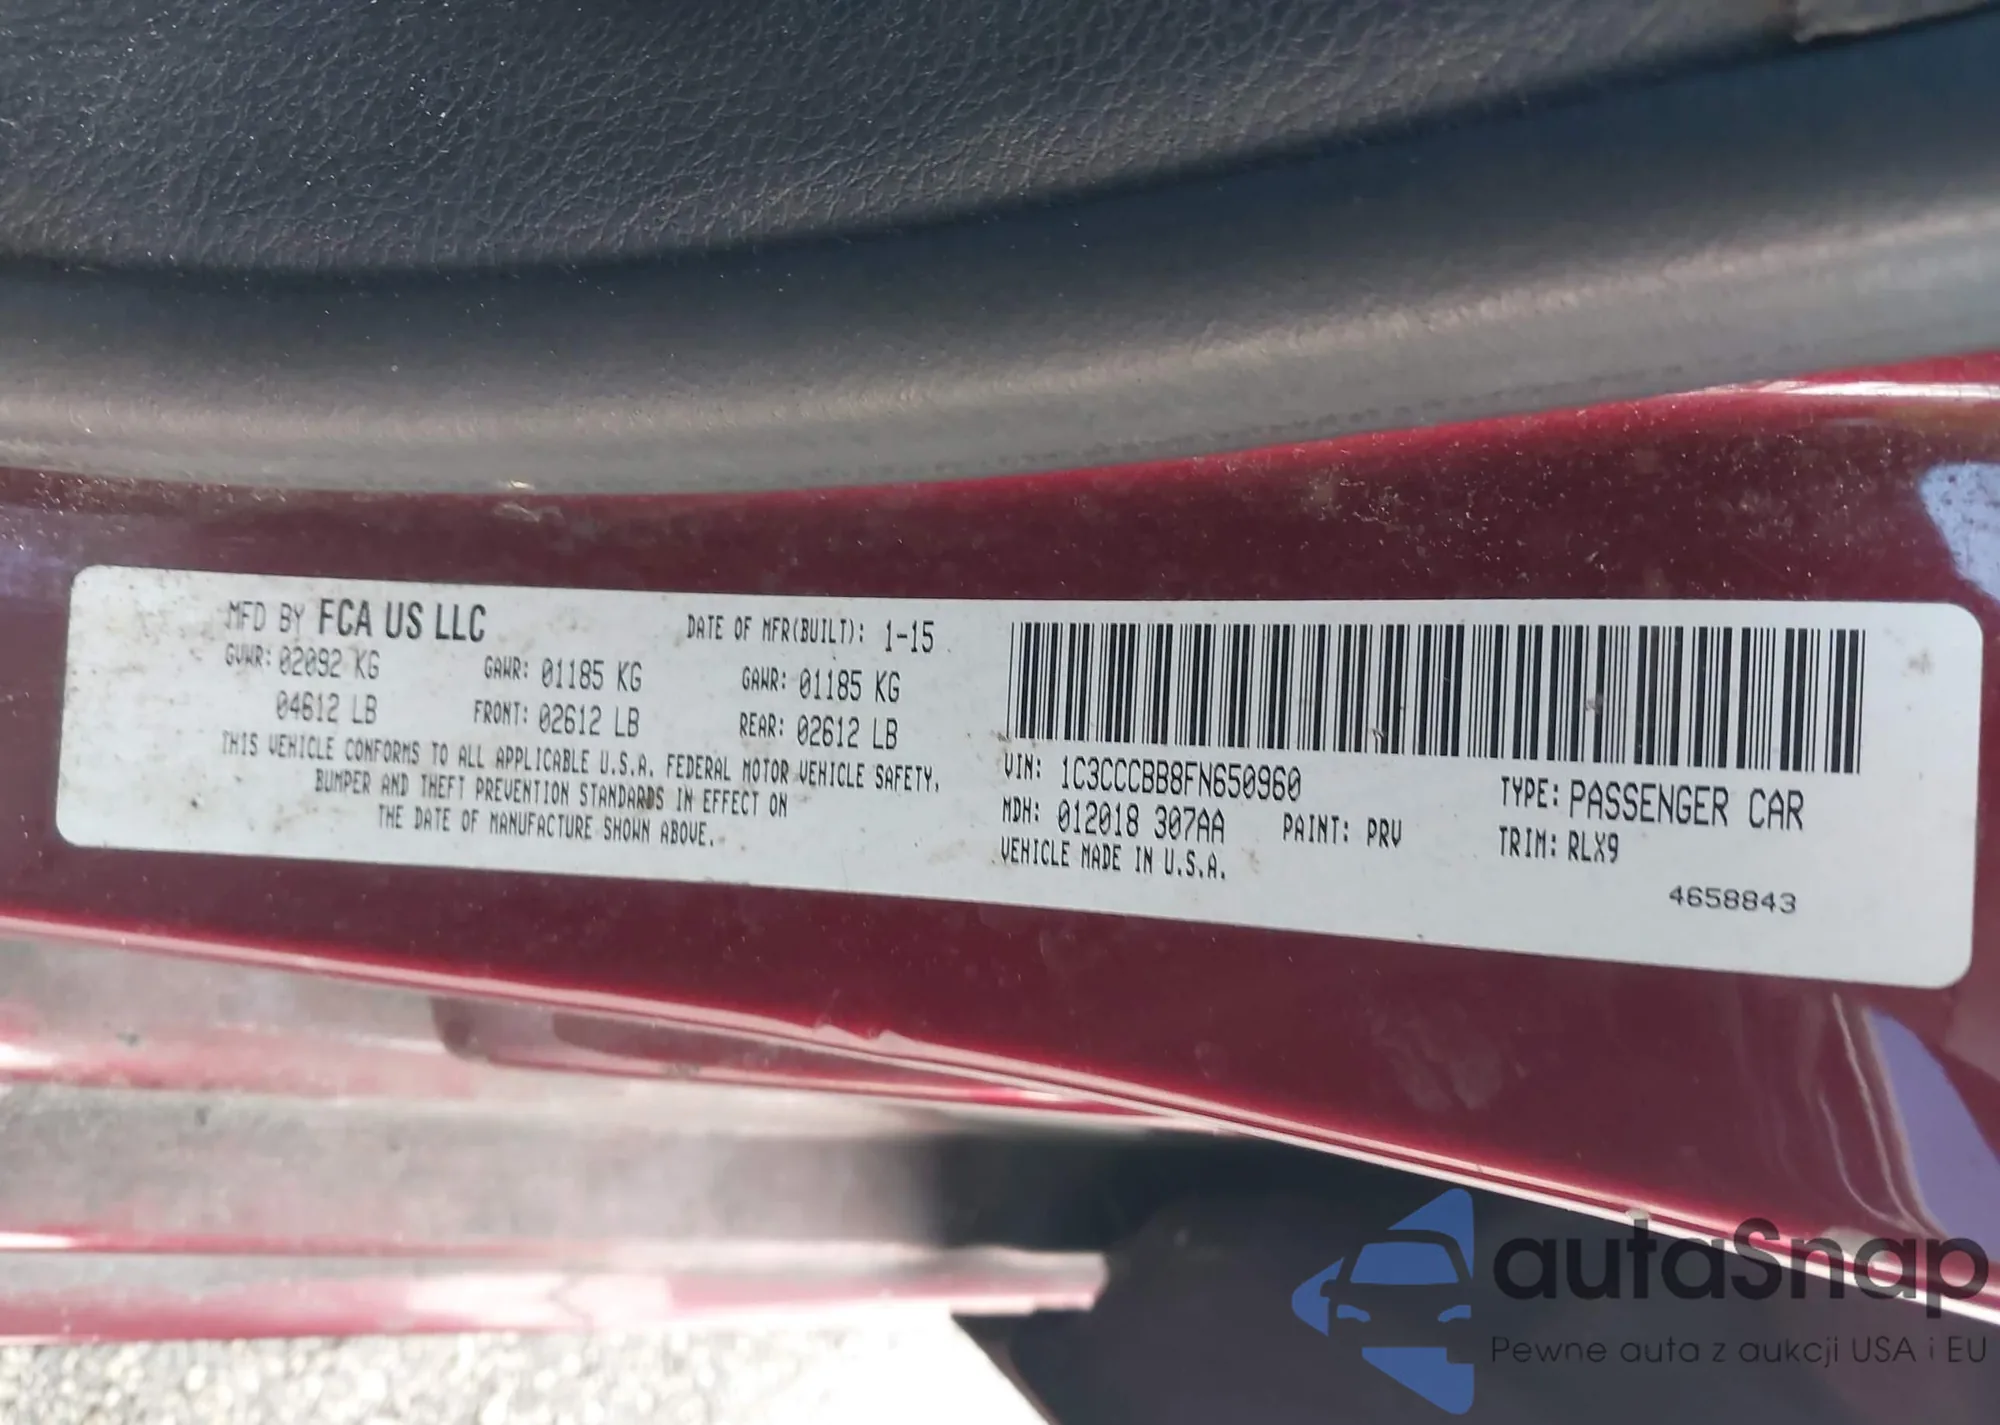 MFD BY FCA US LLC DATE OF MFR(BUILT): 1-15
GVWR: 02092 KG GAWR: 01185 KG GAWR: 01185 KG
04612 LB FRONT: 02612 LB REAR: 02612 LB
THIS VEHICLE CONFORMS TO ALL APPLICABLE U.S.A. FEDERAL MOTOR VEHICLE SAFETY,
BUMPER AND THEFT PREVENTION STANDARDS IN EFFECT ON
THE DATE OF MANUFACTURE SHOWN ABOVE.
VIN: 1C3CCCBB8FN650960 TYPE: PASSENGER CAR
MDH: 012018 307AA PAINT: PRV TRIM: RLX9
VEHICLE MADE IN U.S.A.
4658843
autaSnap
Pewne auta z aukcji USA i EU